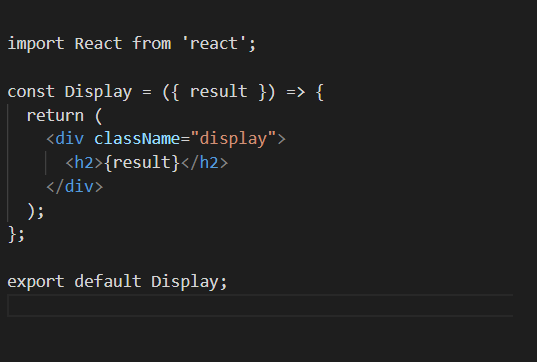 import React from 'react';
const Display = ({ result }) => {
return (
<div className="display">
<h2>{result}</h2>
</div>
);
};
export default Display;